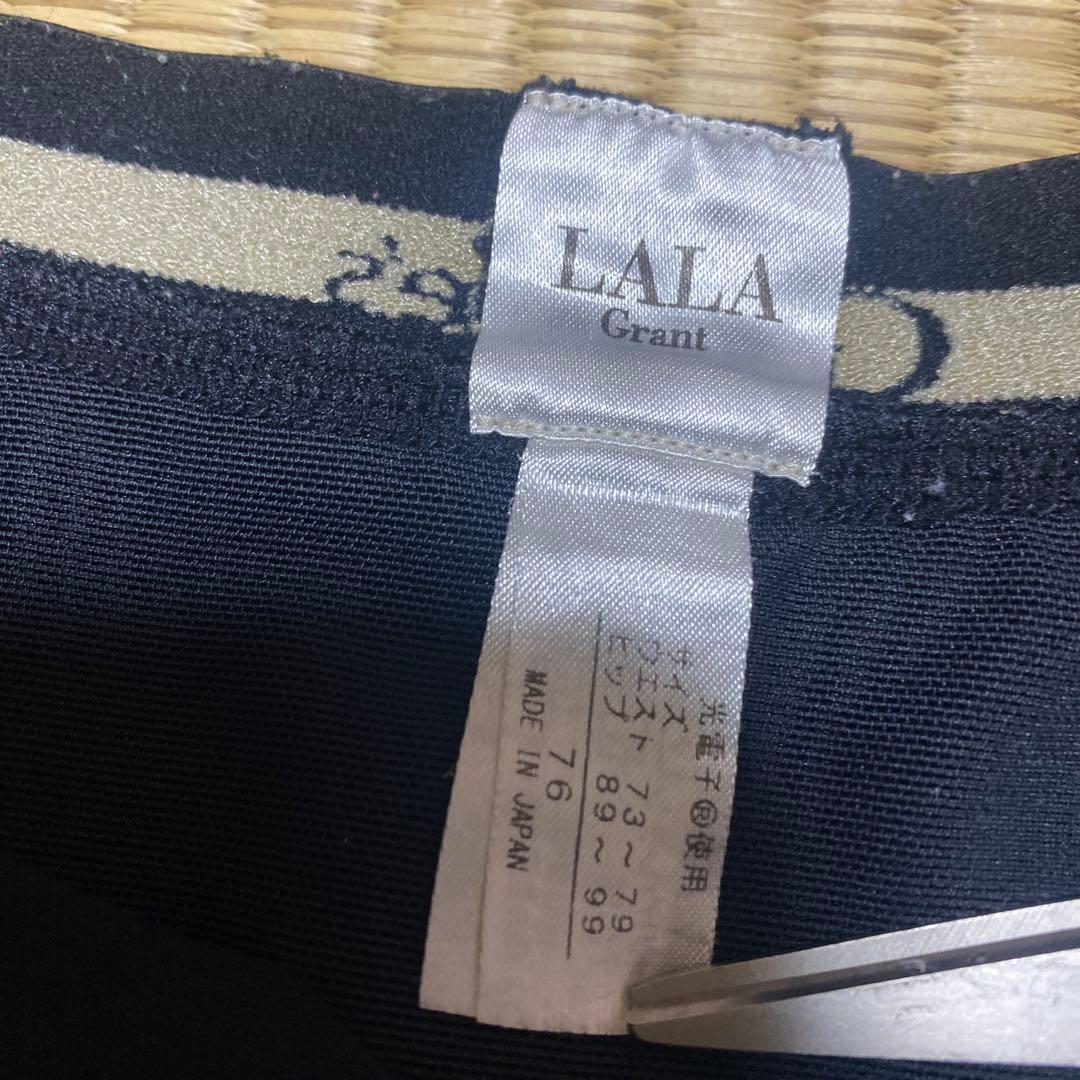 LALA
Grant
光電子®使用
サイズ
ウエスト 73～79
ヒップ 89～99
76
MADE IN JAPAN